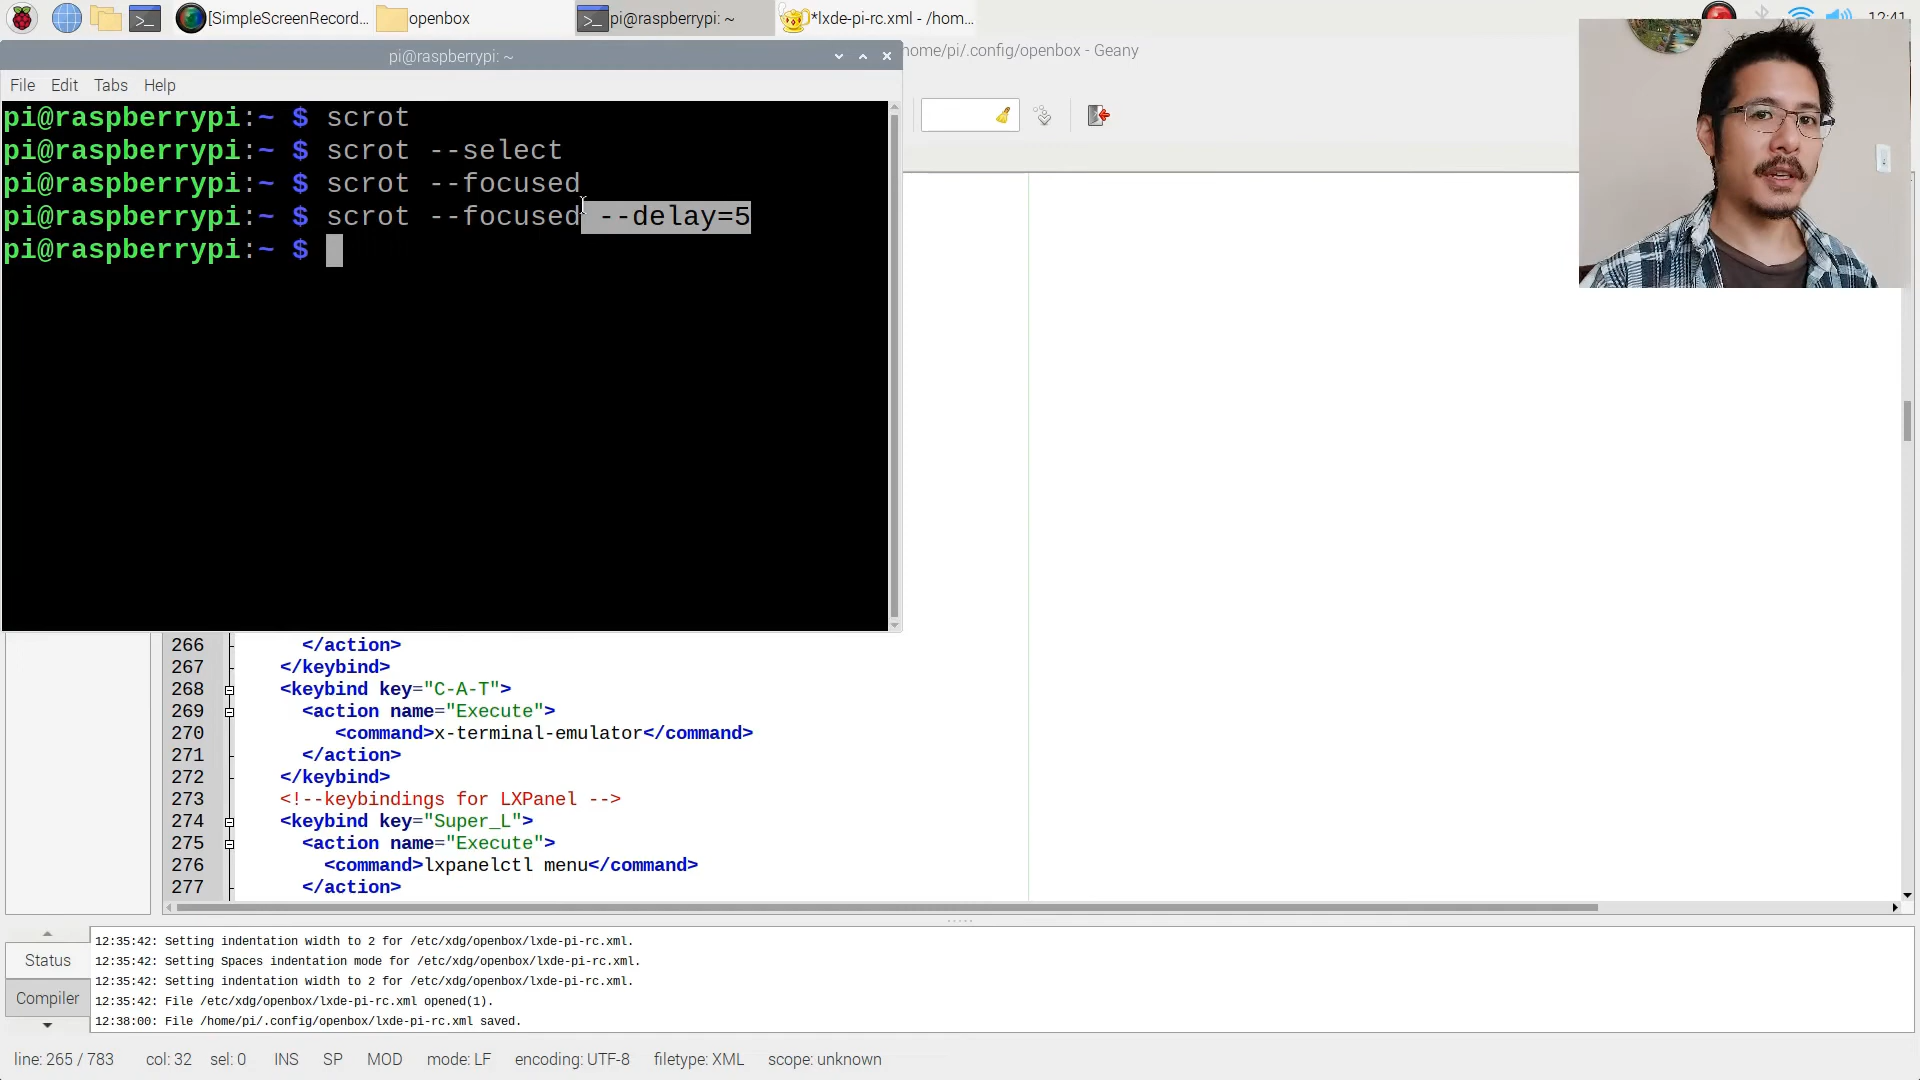 [SimpleScreenRecord...
openbox
pi@raspberrypi: ~
*lxde-pi-rc.xml - /hom...
12:41
pi@raspberrypi: ~
home/pi/.config/openbox - Geany
File Edit Tabs Help
pi@raspberrypi:~ $ scrot
pi@raspberrypi:~ $ scrot --select
pi@raspberrypi:~ $ scrot --focused
pi@raspberrypi:~ $ scrot --focused --delay=5
pi@raspberrypi:~ $
266 </action>
267 </keybind>
268 <keybind key="C-A-T">
269 <action name="Execute">
270 <command>x-terminal-emulator</command>
271 </action>
272 </keybind>
273 <!--keybindings for LXPanel -->
274 <keybind key="Super_L">
275 <action name="Execute">
276 <command>lxpanelctl menu</command>
277 </action>
Status
Compiler
12:35:42: Setting indentation width to 2 for /etc/xdg/openbox/lxde-pi-rc.xml.
12:35:42: Setting Spaces indentation mode for /etc/xdg/openbox/lxde-pi-rc.xml.
12:35:42: Setting indentation width to 2 for /etc/xdg/openbox/lxde-pi-rc.xml.
12:35:42: File /etc/xdg/openbox/lxde-pi-rc.xml opened(1).
12:38:00: File /home/pi/.config/openbox/lxde-pi-rc.xml saved.
line: 265 / 783 col: 32 sel: 0 INS SP MOD mode: LF encoding: UTF-8 filetype: XML scope: unknown